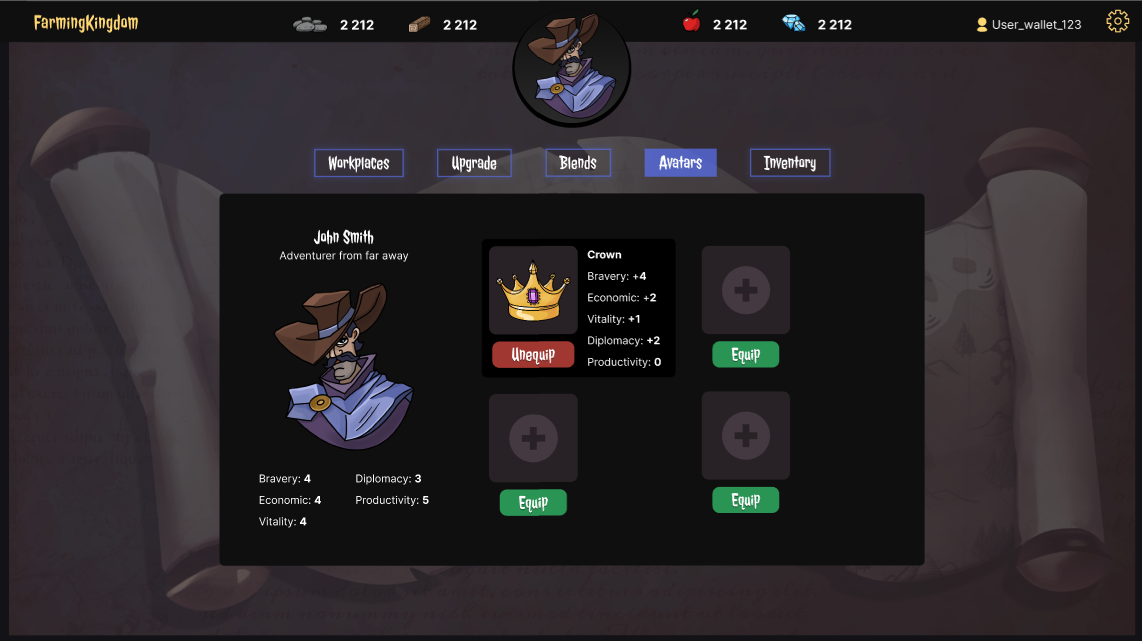 FarmingKingdom
2 212
2 212
2 212
2 212
User_wallet_123
Workplaces
Upgrade
Blends
Avatars
Inventory
John Smith
Adventurer from far away
Bravery: 4
Diplomacy: 3
Economic: 4
Productivity: 5
Vitality: 4
Crown
Bravery: +4
Economic: +2
Vitality: +1
Diplomacy: +2
Productivity: 0
Unequip
Equip
Equip
Equip